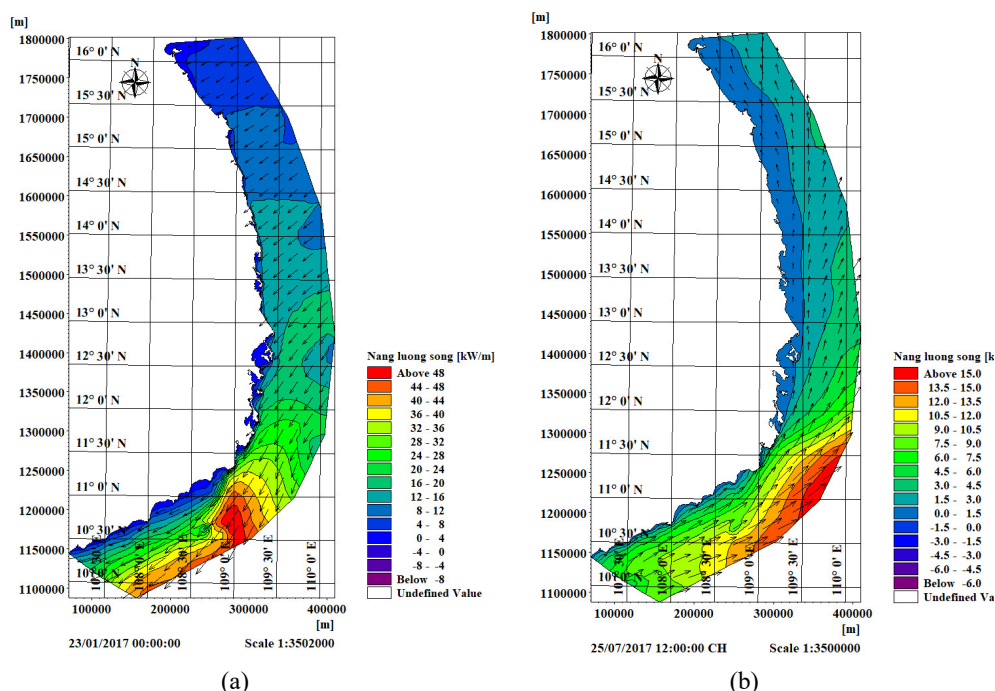 [m]
1800000
1750000
1700000
1650000
1600000
1550000
1500000
1450000
1400000
1350000
1300000
1250000
1200000
1150000
1100000
16° 0' N
15° 30' N
15° 0' N
14° 30' N
14° 0' N
13° 30' N
13° 0' N
12° 30' N
12° 0' N
11° 30' N
11° 0' N
10° 30' N
N
108° 30' E
109° 0' E
109° 30' E
110° 0' E
100000 200000 300000 400000
[m]
23/01/2017 00:00:00 Scale 1:3502000
Nang luong song [kW/m]
Above 48
44 - 48
40 - 44
36 - 40
32 - 36
28 - 32
24 - 28
20 - 24
16 - 20
12 - 16
8 - 12
4 - 8
0 - 4
-4 - 0
-8 - -4
Below -8
Undefined Value
(a)
[m]
1800000
1750000
1700000
1650000
1600000
1550000
1500000
1450000
1400000
1350000
1300000
1250000
1200000
1150000
1100000
16° 0' N
15° 30' N
15° 0' N
14° 30' N
14° 0' N
13° 30' N
13° 0' N
12° 30' N
12° 0' N
11° 30' N
11° 0' N
10° 30' N
N
108° 30' E
109° 0' E
109° 30' E
110° 0' E
100000 200000 300000 400000
[m]
25/07/2017 12:00:00 CH Scale 1:3500000
Nang luong song [k
Above 15.0
13.5 - 15.0
12.0 - 13.5
10.5 - 12.0
9.0 - 10.5
7.5 - 9.0
6.0 - 7.5
4.5 - 6.0
3.0 - 4.5
1.5 - 3.0
0.0 - 1.5
-1.5 - 0.0
-3.0 - -1.5
-4.5 - -3.0
-6.0 - -4.5
Below -6.0
Undefined Va
(b)